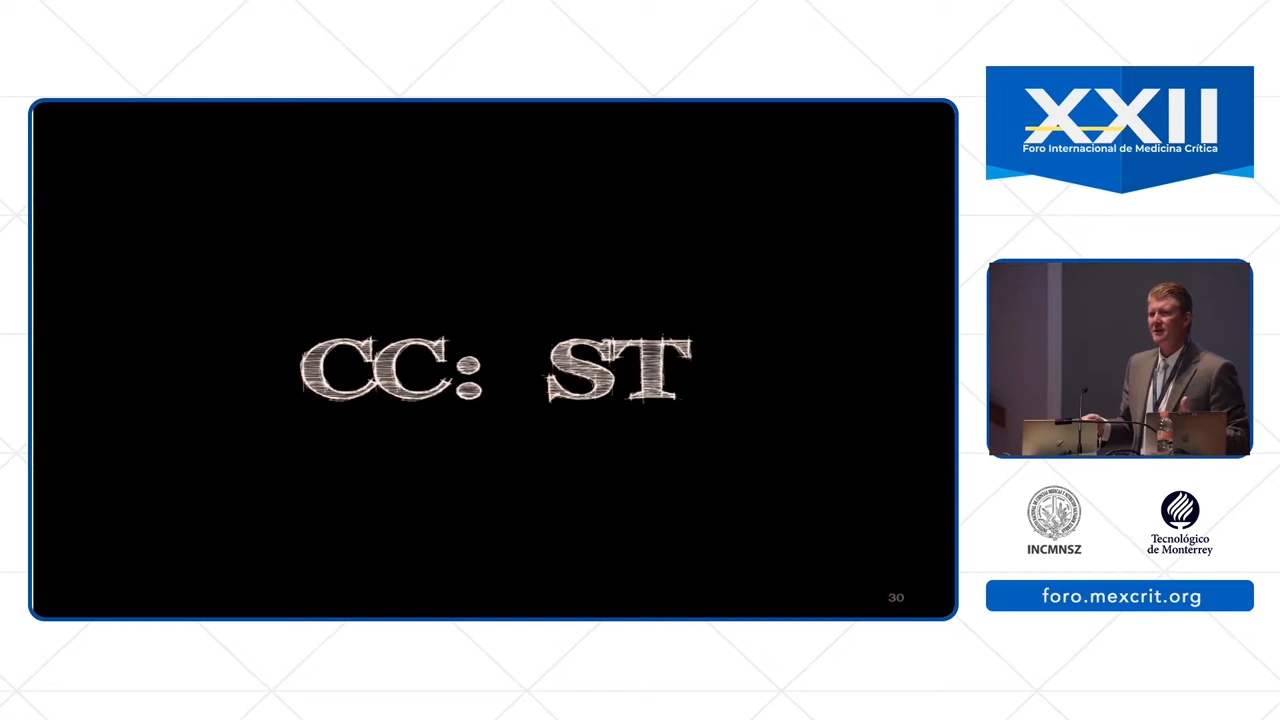 CC: ST
30
XXII
Foro Internacional de Medicina Crítica
INCMNSZ
Tecnológico
de Monterrey
foro.mexcrit.org